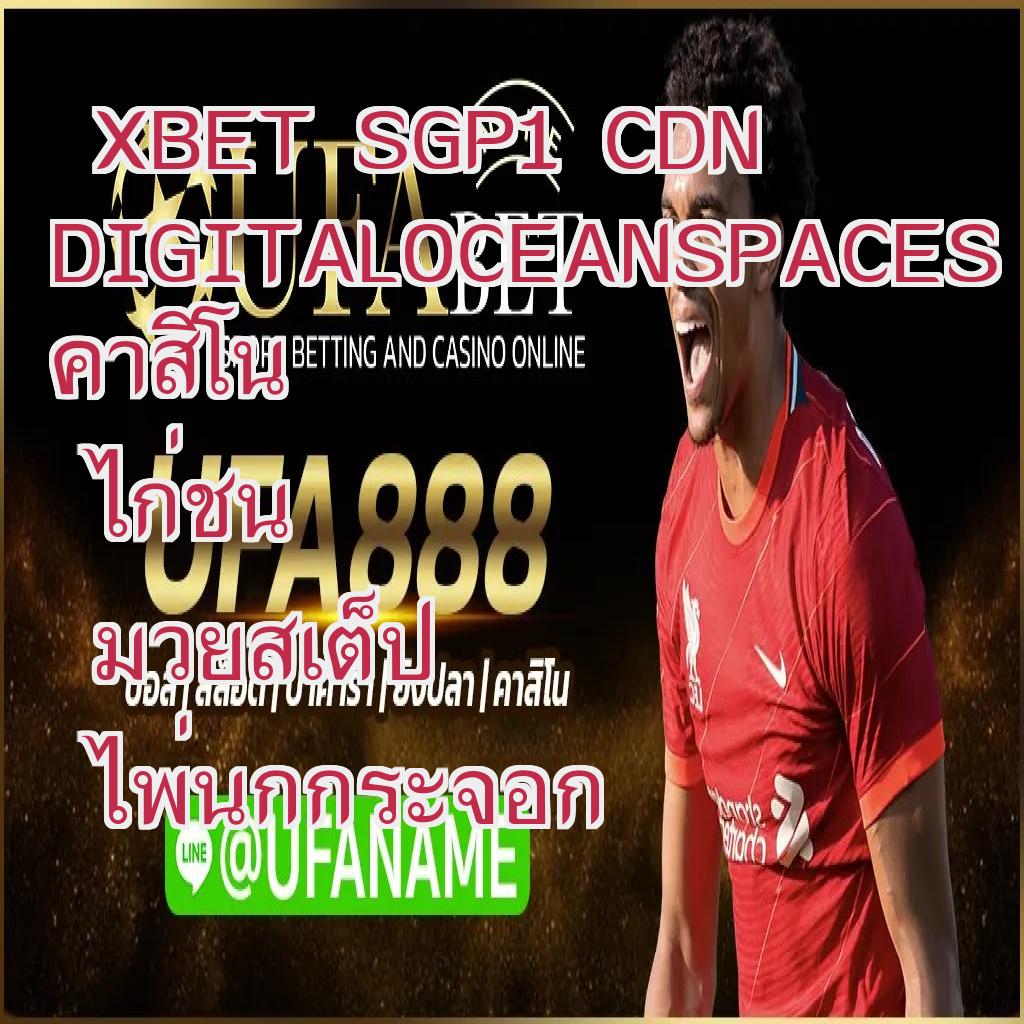 XBET SGP1 CDN
DIGITALOCEANSPACES
UFABET
BETTING AND CASINO ONLINE
คาสิโน
ไก่ชน
UFA888
มวยสเต็ป
| คาสิโน
ไพ่นกกระจอก
LINE @UFANAME